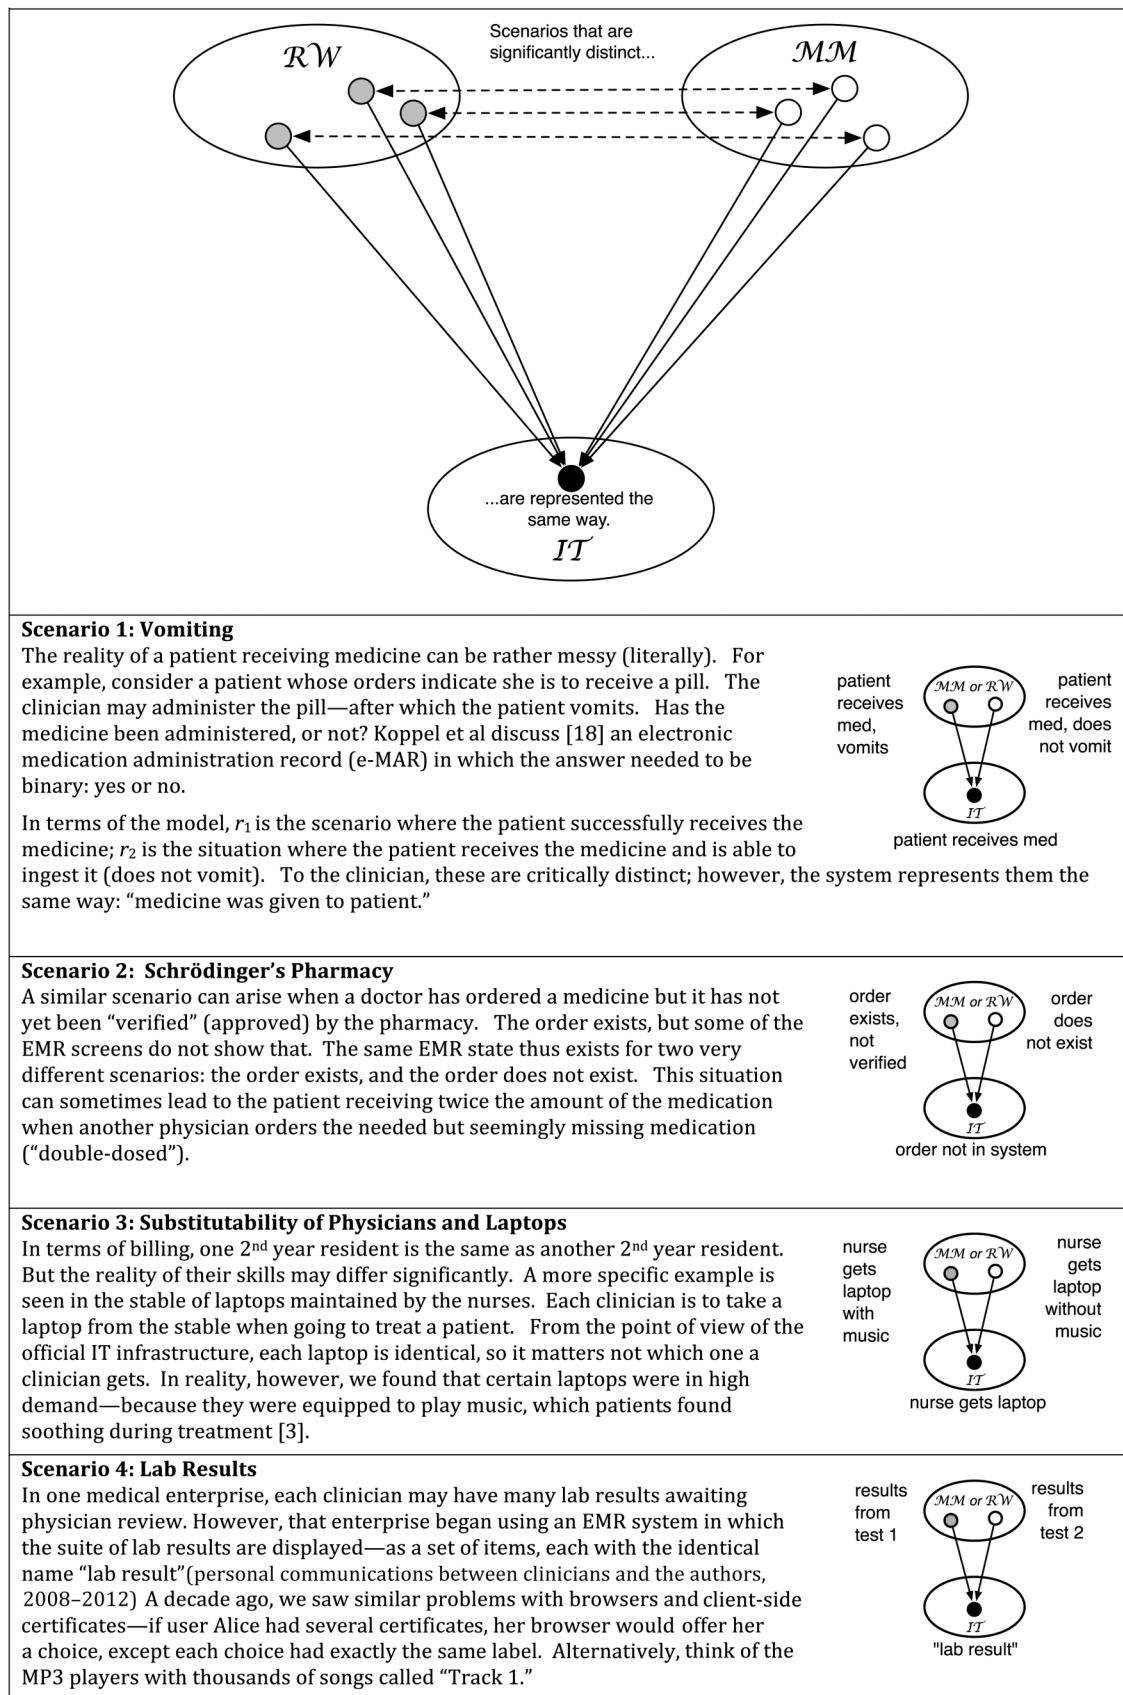 Scenarios that are
significantly distinct...
RW
MM
...are represented the
same way.
IT
Scenario 1: Vomiting
The reality of a patient receiving medicine can be rather messy (literally).   For
example, consider a patient whose orders indicate she is to receive a pill.   The
clinician may administer the pill—after which the patient vomits.   Has the
medicine been administered, or not? Koppel et al discuss [18] an electronic
medication administration record (e-MAR) in which the answer needed to be
binary: yes or no.
In terms of the model, r1 is the scenario where the patient successfully receives the
medicine; r2 is the situation where the patient receives the medicine and is able to
ingest it (does not vomit).   To the clinician, these are critically distinct; however, the system represents them the
same way: “medicine was given to patient.”
patient
receives
med,
vomits
MM or RW
patient
receives
med, does
not vomit
IT
patient receives med
Scenario 2:  Schrödinger’s Pharmacy
A similar scenario can arise when a doctor has ordered a medicine but it has not
yet been “verified” (approved) by the pharmacy.   The order exists, but some of the
EMR screens do not show that.  The same EMR state thus exists for two very
different scenarios: the order exists, and the order does not exist.   This situation
can sometimes lead to the patient receiving twice the amount of the medication
when another physician orders the needed but seemingly missing medication
(“double-dosed”).
order
exists,
not
verified
MM or RW
order
does
not exist
IT
order not in system
Scenario 3: Substitutability of Physicians and Laptops
In terms of billing, one 2nd year resident is the same as another 2nd year resident.
But the reality of their skills may differ significantly.  A more specific example is
seen in the stable of laptops maintained by the nurses.  Each clinician is to take a
laptop from the stable when going to treat a patient.   From the point of view of the
official IT infrastructure, each laptop is identical, so it matters not which one a
clinician gets.  In reality, however, we found that certain laptops were in high
demand—because they were equipped to play music, which patients found
soothing during treatment [3].
nurse
gets
laptop
with
music
MM or RW
nurse
gets
laptop
without
music
IT
nurse gets laptop
Scenario 4: Lab Results
In one medical enterprise, each clinician may have many lab results awaiting
physician review. However, that enterprise began using an EMR system in which
the suite of lab results are displayed—as a set of items, each with the identical
name “lab result”(personal communications between clinicians and the authors,
2008–2012) A decade ago, we saw similar problems with browsers and client-side
certificates—if user Alice had several certificates, her browser would offer her
a choice, except each choice had exactly the same label.  Alternatively, think of the
MP3 players with thousands of songs called “Track 1.”
results
from
test 1
MM or RW
results
from
test 2
IT
"lab result"